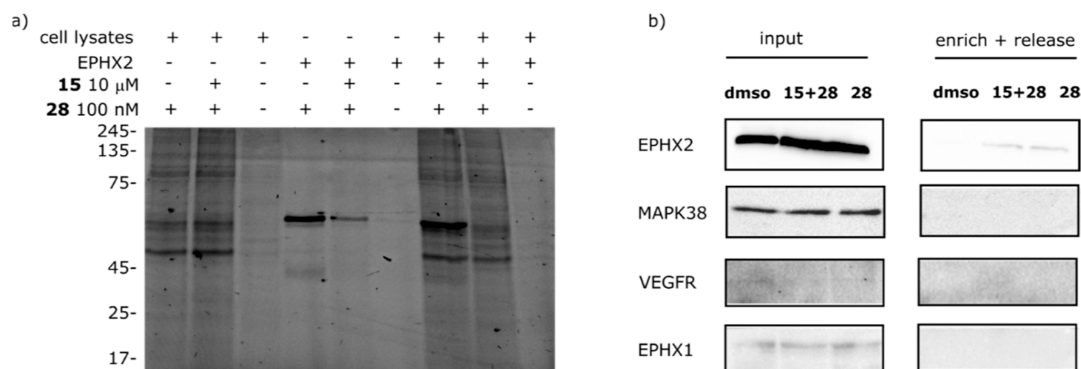 a)
cell lysates + + + - - - + + +
EPHX2 - - - + + + + + +
15 10 μM - + - - + - - + -
28 100 nM + + - + + - + + -
245-
135-
75-
45-
25-
17-
b)
input enrich + release
dmso 15+28 28 dmso 15+28 28
EPHX2
MAPK38
VEGFR
EPHX1